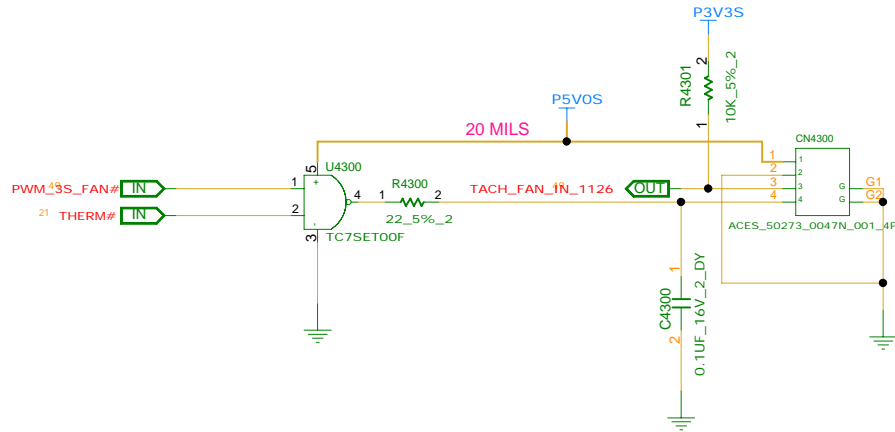 P3V3S
2
R4301
10K_5%_2
1
P5V0S
20 MILS
CN4300
U4300
5
1
1
2
2
3
3
4
4
G
G1
G
G2
ACES_50273_0047N_001_4P
PWM_3S_FAN#
IN
1
+
4
R4300
1
2
22_5%_2
TACH_FAN_IN_1126
OUT
21
THERM#
IN
2
-
3
TC7SET00F
1
C4300
2
0.1UF_16V_2_DY